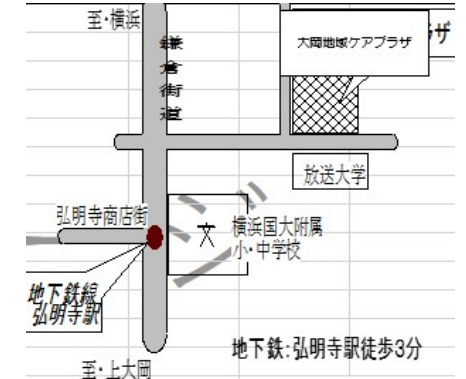 至・横浜
鎌倉街道
大岡地域ケアプラザ
ザ
放送大学
弘明寺商店街
横浜国大附属
小・中学校
文
地下鉄線
弘明寺駅
地下鉄:弘明寺駅徒歩3分
至・上大岡